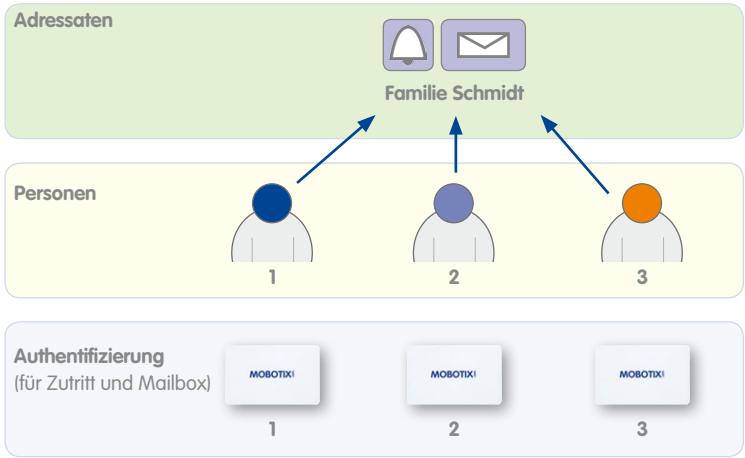 Adressaten
Familie Schmidt
Personen
1 2 3
Authentifizierung
(für Zutritt und Mailbox)
MOBOTIX MOBOTIX MOBOTIX
1 2 3